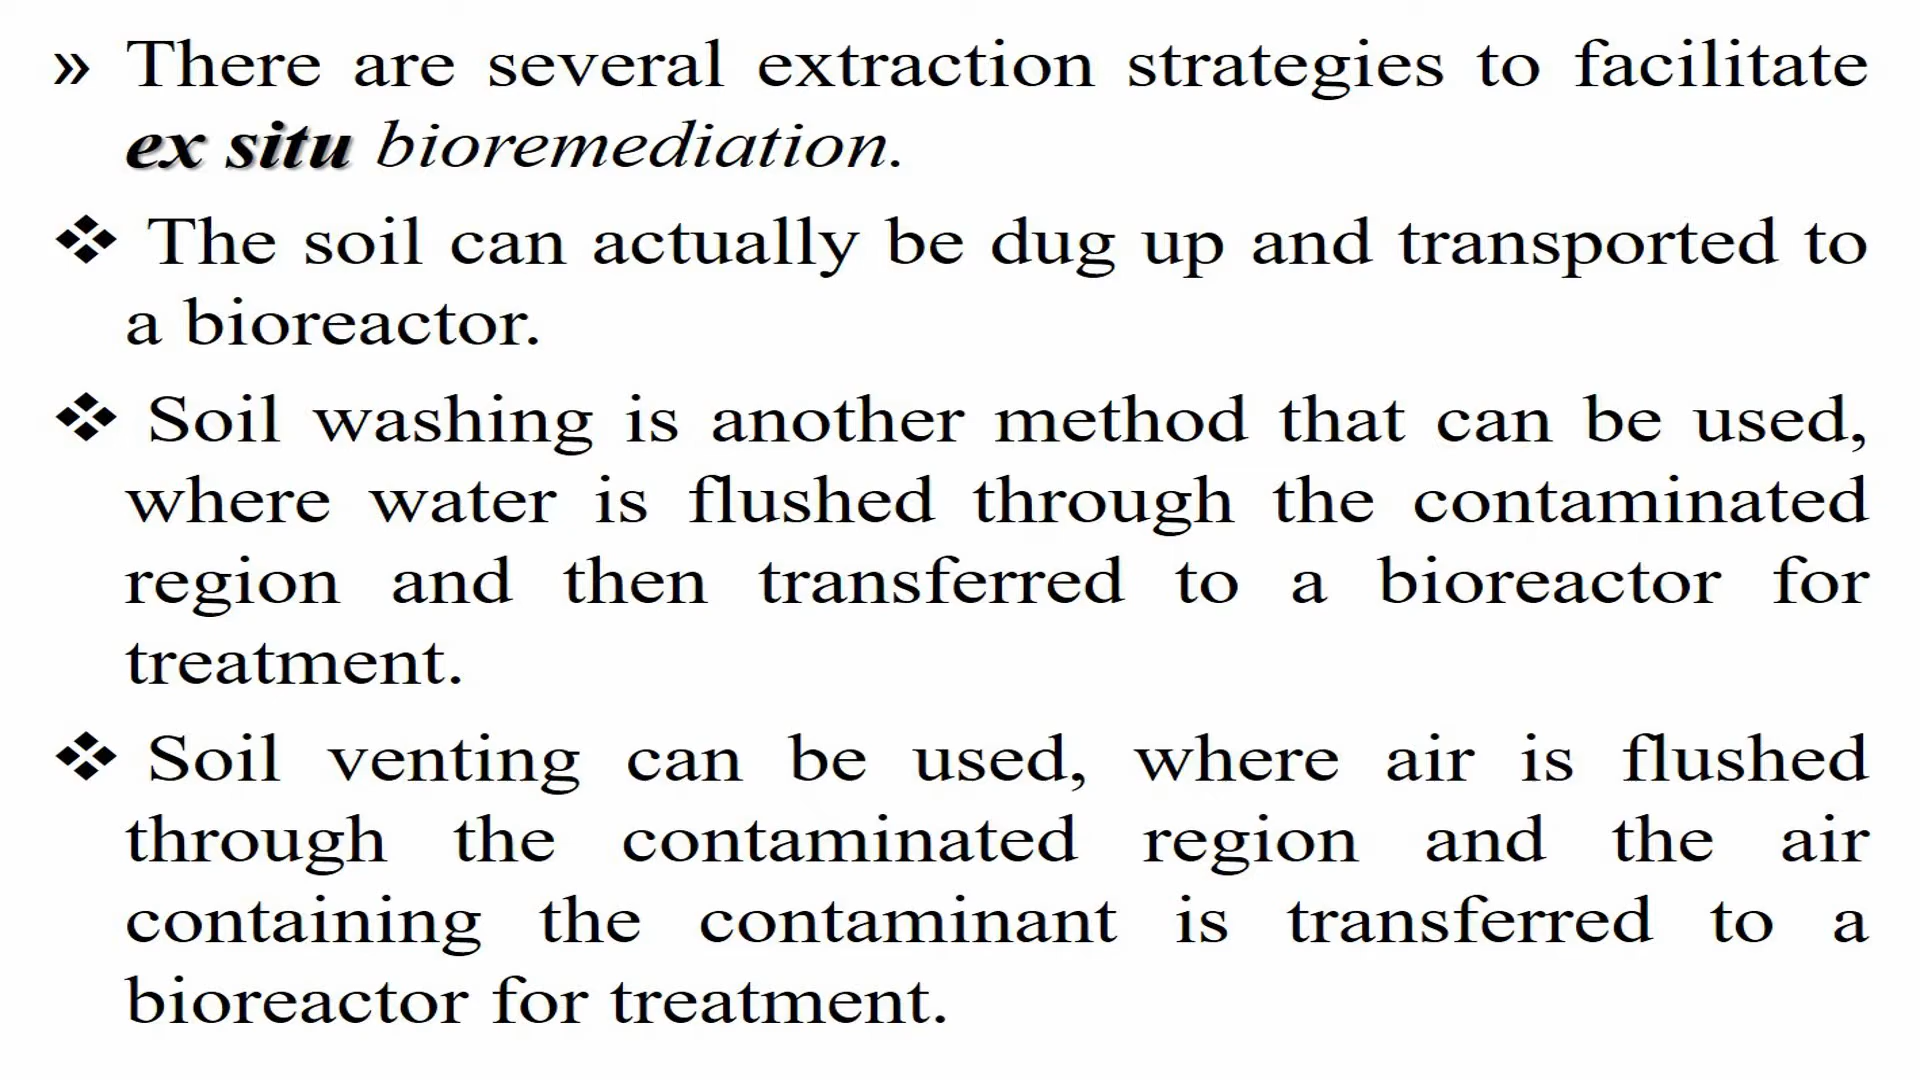 » There are several extraction strategies to facilitate
ex situ bioremediation.
❖ The soil can actually be dug up and transported to
a bioreactor.
❖ Soil washing is another method that can be used,
where water is flushed through the contaminated
region and then transferred to a bioreactor for
treatment.
❖ Soil venting can be used, where air is flushed
through the contaminated region and the air
containing the contaminant is transferred to a
bioreactor for treatment.